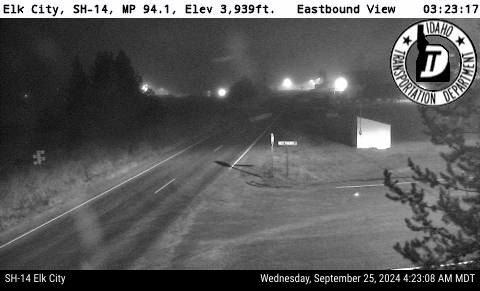 Elk City, SH-14, MP 94.1, Elev 3,939ft. Eastbound View 03:23:17
IDAHO
TRANSPORTATION DEPARTMENT
SH-14 Elk City
Wednesday, September 25, 2024 4:23:08 AM MDT